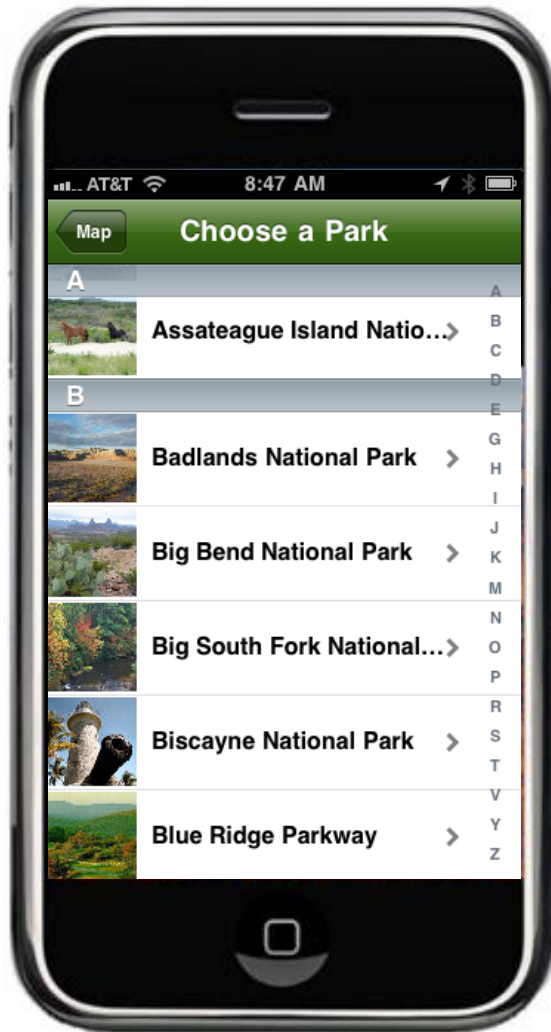 AT&T 8:47 AM
Map Choose a Park
A
Assateague Island Natio...
B
Badlands National Park
Big Bend National Park
Big South Fork National...
Biscayne National Park
Blue Ridge Parkway
A
B
C
D
E
G
H
I
J
K
M
N
O
P
R
S
T
V
Y
Z